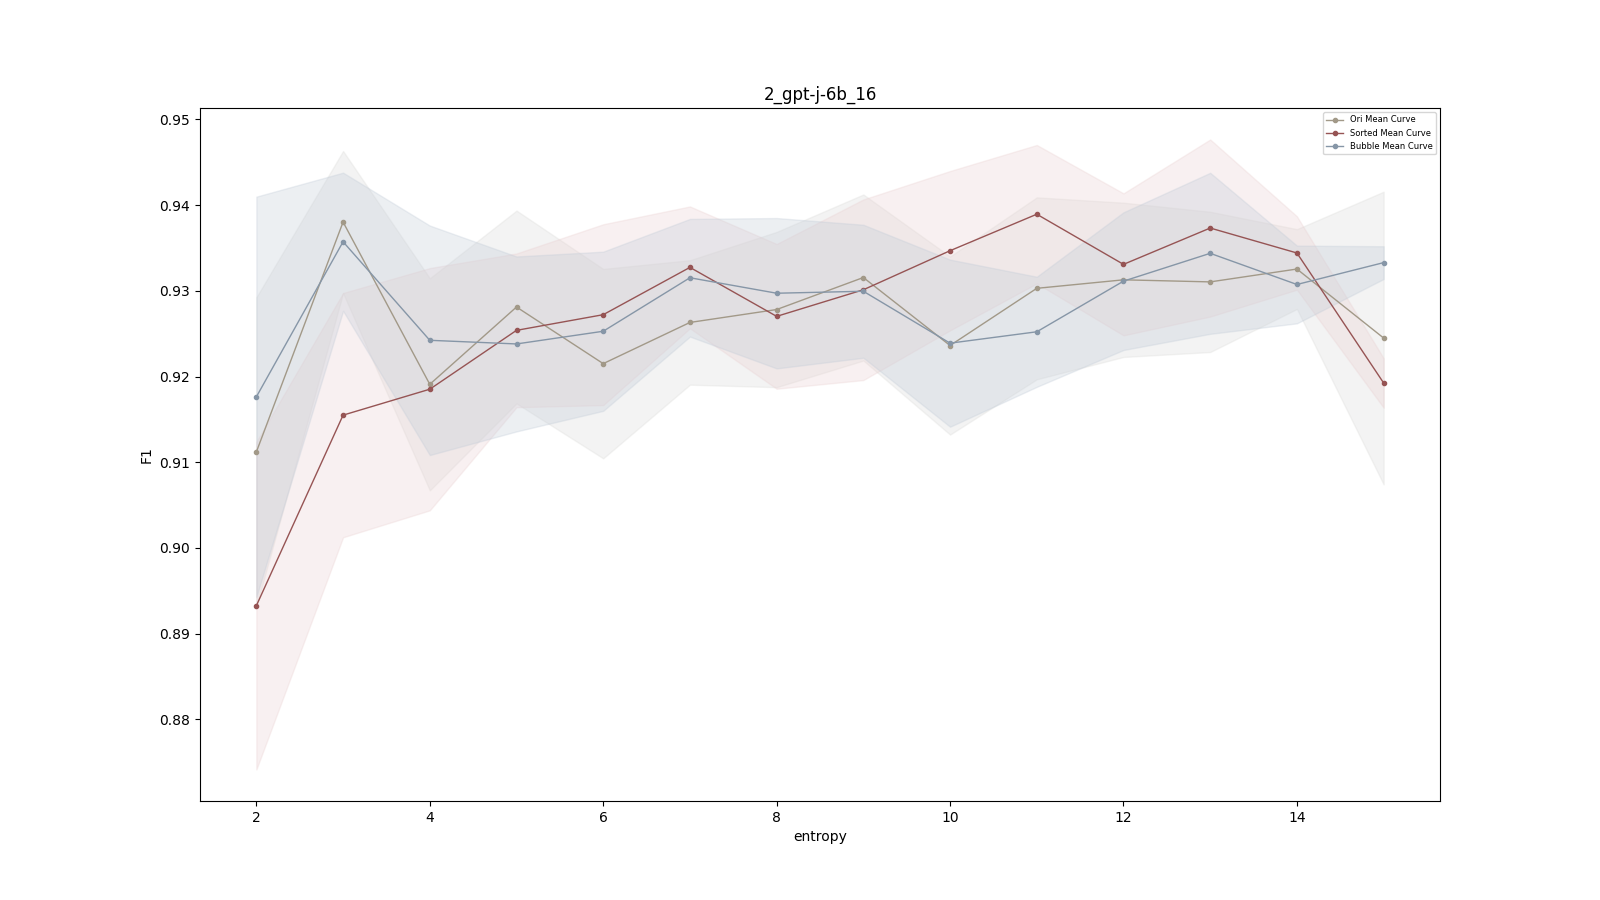 2_gpt-j-6b_16
Ori Mean Curve
Sorted Mean Curve
Bubble Mean Curve
0.95
0.94
0.93
0.92
0.91
0.90
0.89
0.88
F1
2 4 6 8 10 12 14
entropy